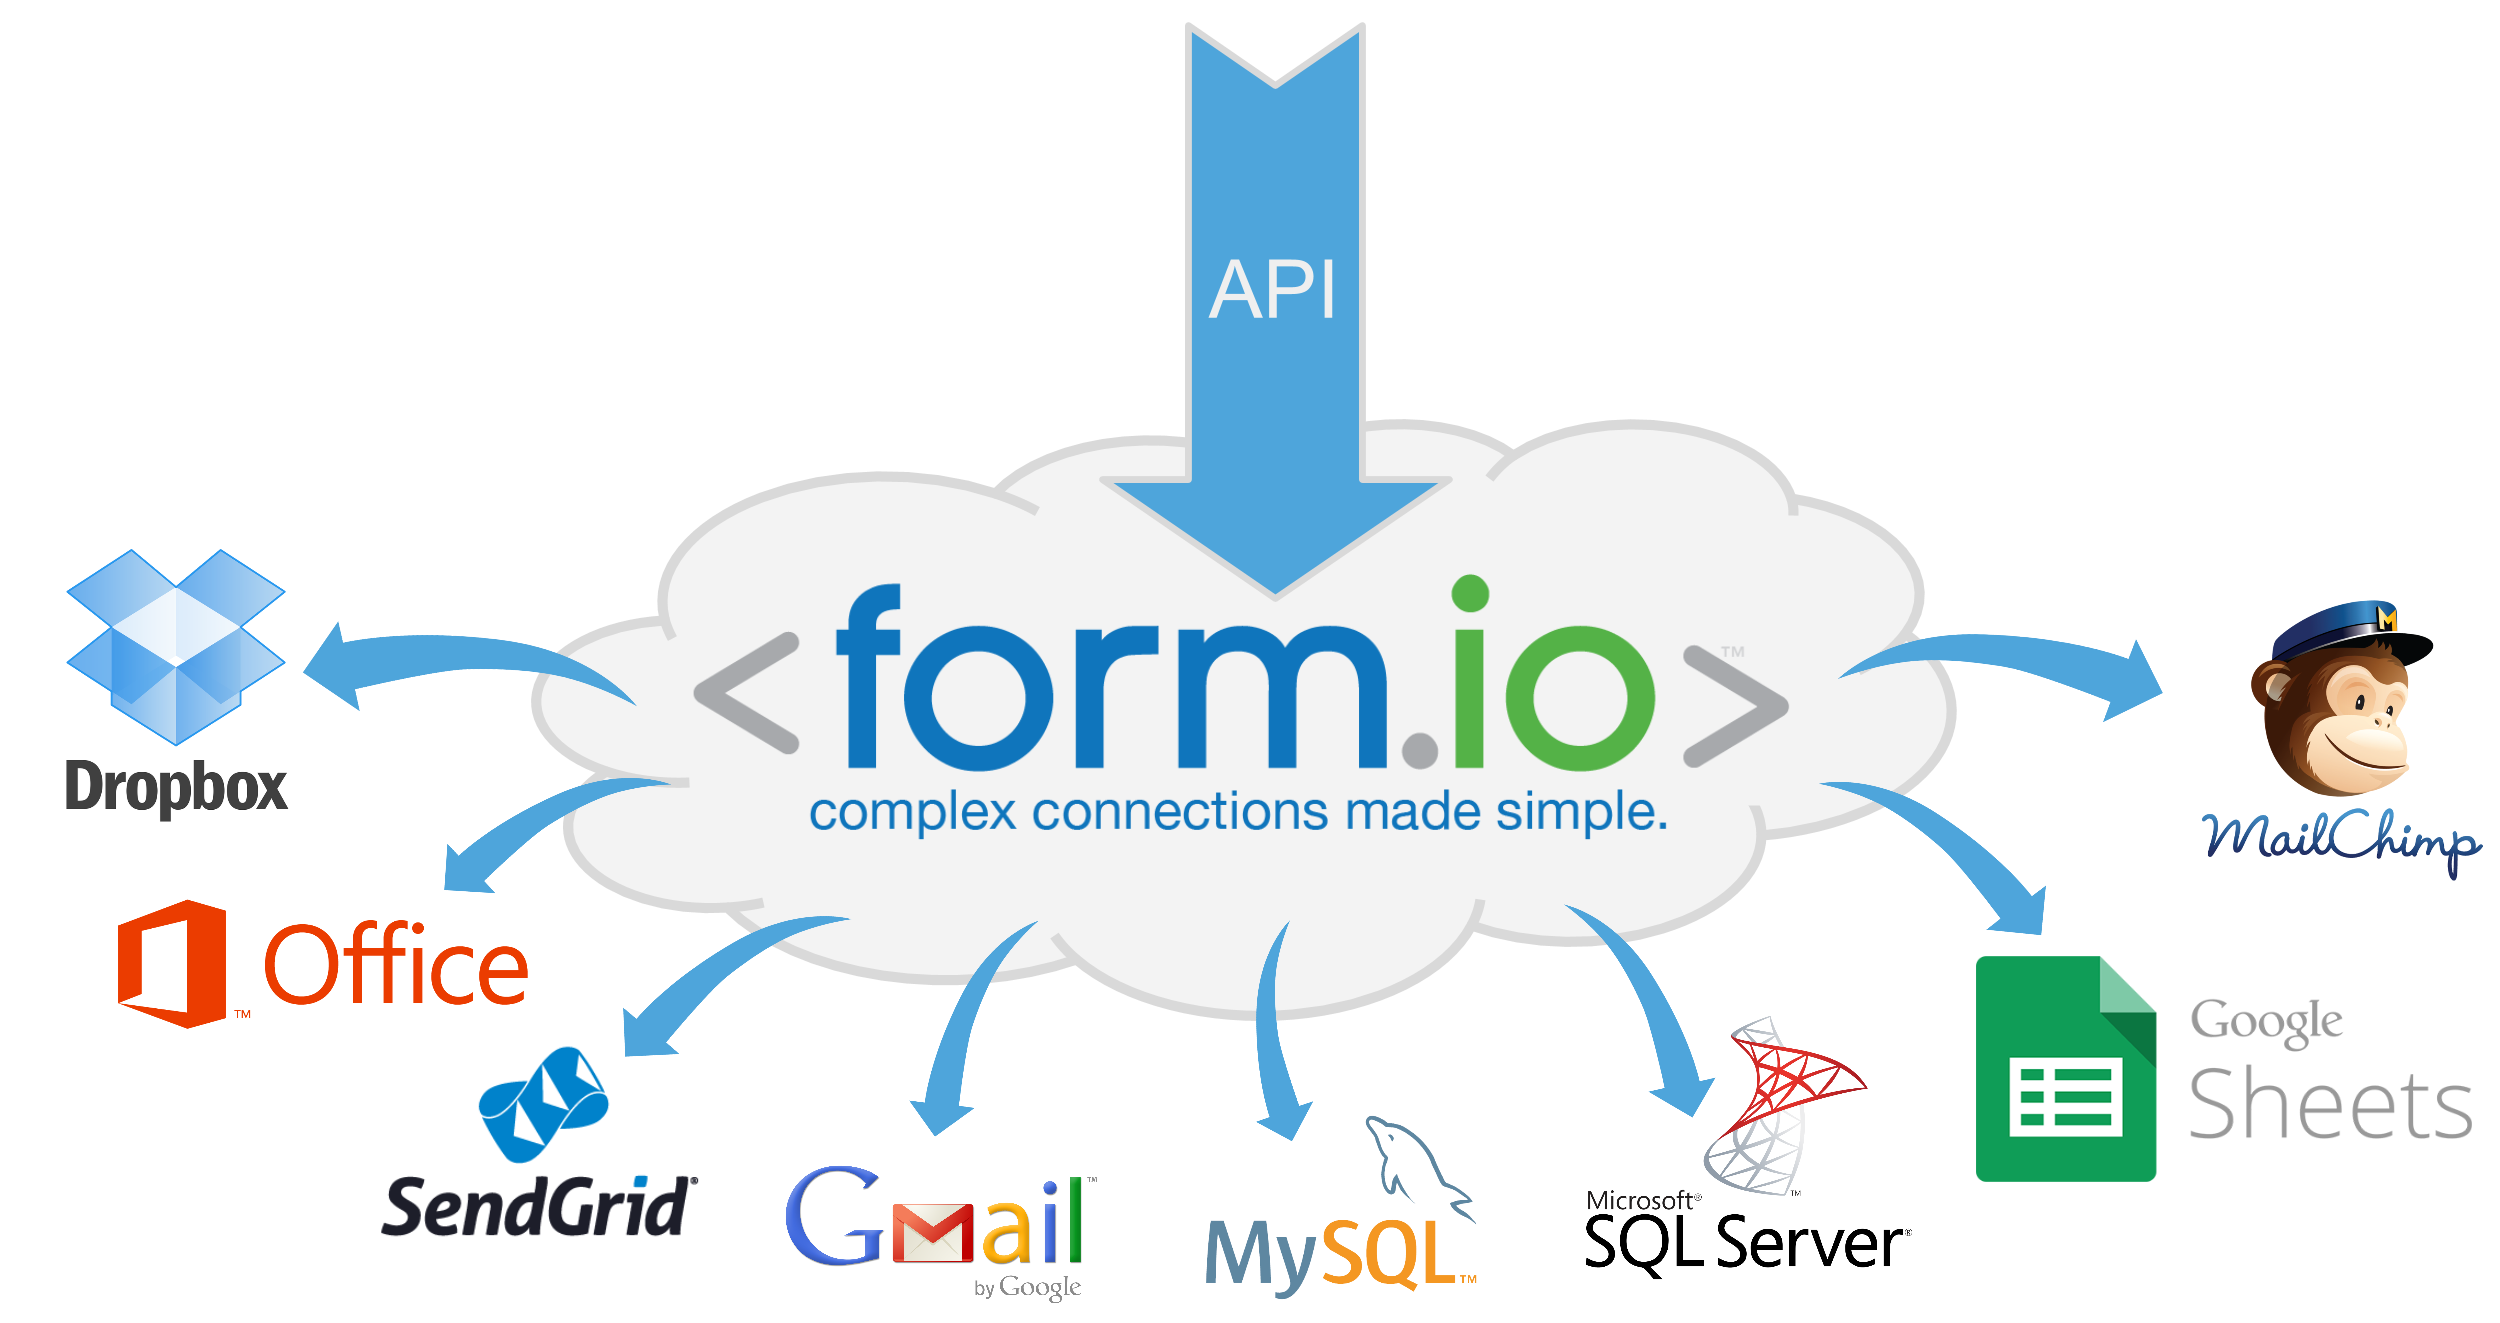 API
<form.io>™
complex connections made simple.
Dropbox
MailChimp
Office™
SendGrid®
Gmail™
by Google
MySQL™
Microsoft®
SQL Server®
™
Google
Sheets
M